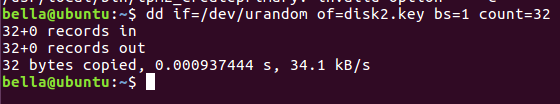 bella@ubuntu:~$ dd if=/dev/urandom of=disk2.key bs=1 count=32
32+0 records in
32+0 records out
32 bytes copied, 0.000937444 s, 34.1 kB/s
bella@ubuntu:~$